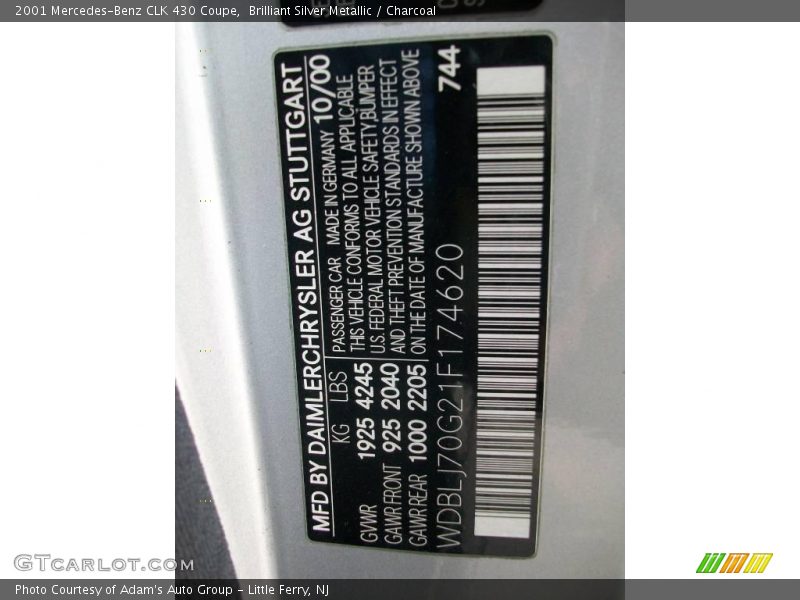 2001 Mercedes-Benz CLK 430 Coupe,  Brilliant Silver Metallic / Charcoal
MFD BY DAIMLERCHRYSLER AG STUTTGART
PASSENGER CAR MADE IN GERMANY 10/00
KG LBS
THIS VEHICLE CONFORMS TO ALL APPLICABLE
GVWR 1925 4245
U.S. FEDERAL MOTOR VEHICLE SAFETY, BUMPER
GAWR FRONT 925 2040
AND THEFT PREVENTION STANDARDS IN EFFECT
GAWR REAR 1000 2205
ON THE DATE OF MANUFACTURE SHOWN ABOVE
WDBLJ70G21F174620
744
GTcarlot.com
Photo Courtesy of Adam's Auto Group - Little Ferry, NJ